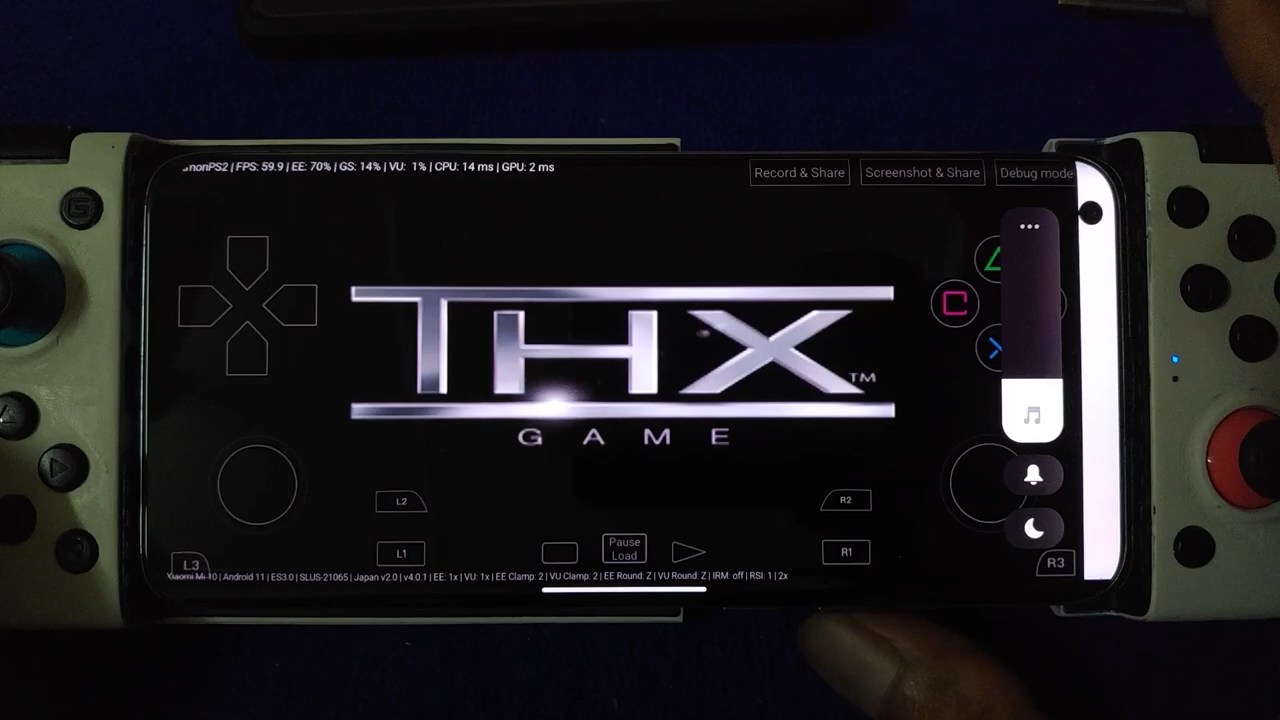 nonPS2 | FPS: 59.9 | EE: 70% | GS: 14% | VU: 1% | CPU: 14 ms | GPU: 2 ms
Record & Share
Screenshot & Share
Debug mode
THX™
GAME
L2
R2
L1
Pause
Load
R1
L3
R3
Xiaomi Mi 10 | Android 11 | ES3.0 | SLUS-21065 | Japan v2.0 | v4.0.1 | EE: 1x | VU: 1x | EE Clamp: 2 | VU Clamp: 2 | EE Round: Z | VU Round: Z | IRM: off | RSI: 1 | 2x